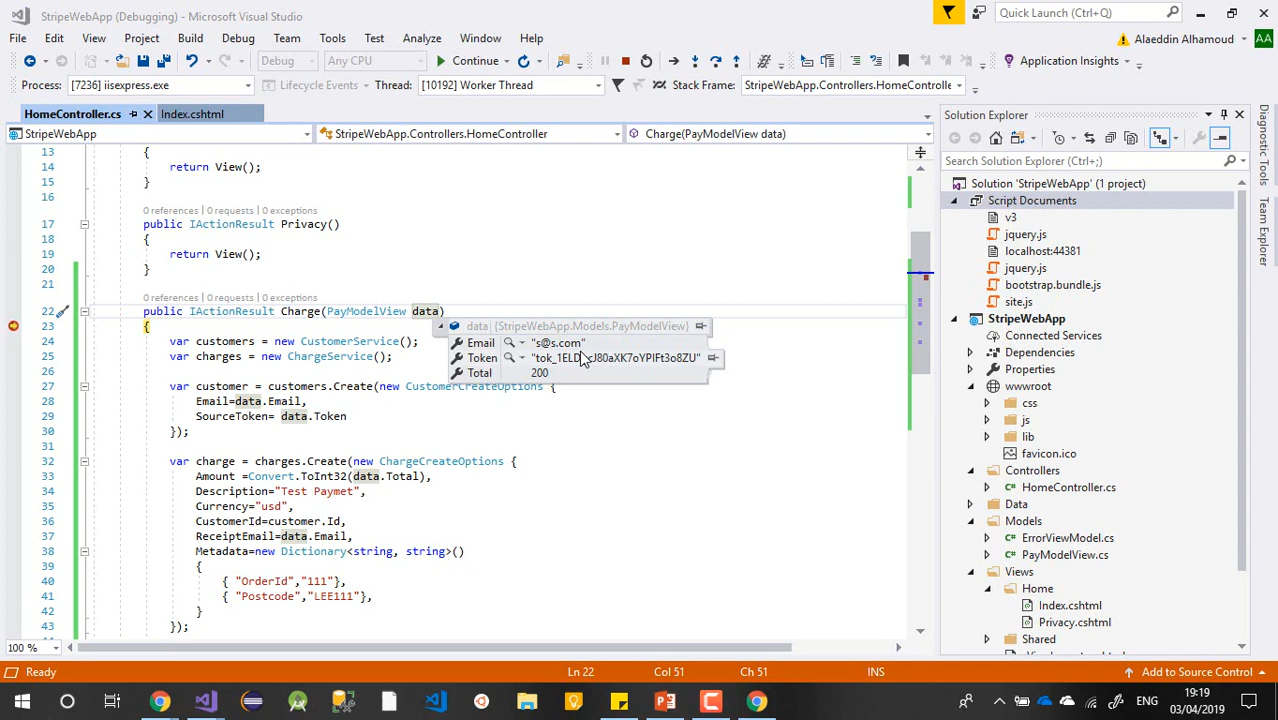 StripeWebApp (Debugging) - Microsoft Visual Studio
Quick Launch (Ctrl+Q)
File Edit View Project Build Debug Team Tools Test Analyze Window Help
Alaeddin Alhamoud AA
Debug Any CPU Continue Application Insights
Process: [7236] iisexpress.exe Lifecycle Events Thread: [10192] Worker Thread Stack Frame: StripeWebApp.Controllers.HomeControlle
HomeController.cs Index.cshtml
StripeWebApp StripeWebApp.Controllers.HomeController Charge(PayModelView data)
13 {
14 return View();
15 }
16
0 references | 0 requests | 0 exceptions
17 public IActionResult Privacy()
18 {
19 return View();
20 }
21
0 references | 0 requests | 0 exceptions
22 public IActionResult Charge(PayModelView data)
23 {
24 var customers = new CustomerService();
25 var charges = new ChargeService();
26
27 var customer = customers.Create(new CustomerCreateOptions {
28 Email=data.Email,
29 SourceToken= data.Token
30 });
31
32 var charge = charges.Create(new ChargeCreateOptions {
33 Amount =Convert.ToInt32(data.Total),
34 Description="Test Paymet",
35 Currency="usd",
36 CustomerId=customer.Id,
37 ReceiptEmail=data.Email,
38 Metadata=new Dictionary<string, string>()
39 {
40 { "OrderId","111"},
41 { "Postcode","LEE111"},
42 }
43 });
data {StripeWebApp.Models.PayModelView}
Email "s@s.com"
Token
Total 200
100 %
Solution Explorer
Search Solution Explorer (Ctrl+;)
Solution 'StripeWebApp' (1 project)
Script Documents
v3
jquery.js
localhost:44381
jquery.js
bootstrap.bundle.js
site.js
StripeWebApp
Connected Services
Dependencies
Properties
wwwroot
css
js
lib
favicon.ico
Controllers
HomeController.cs
Data
Models
ErrorViewModel.cs
PayModelView.cs
Views
Home
Index.cshtml
Privacy.cshtml
Shared
Diagnostic Tools
Team Explorer
Ready Ln 22 Col 51 Ch 51 INS Add to Source Control
ENG
19:19
03/04/2019